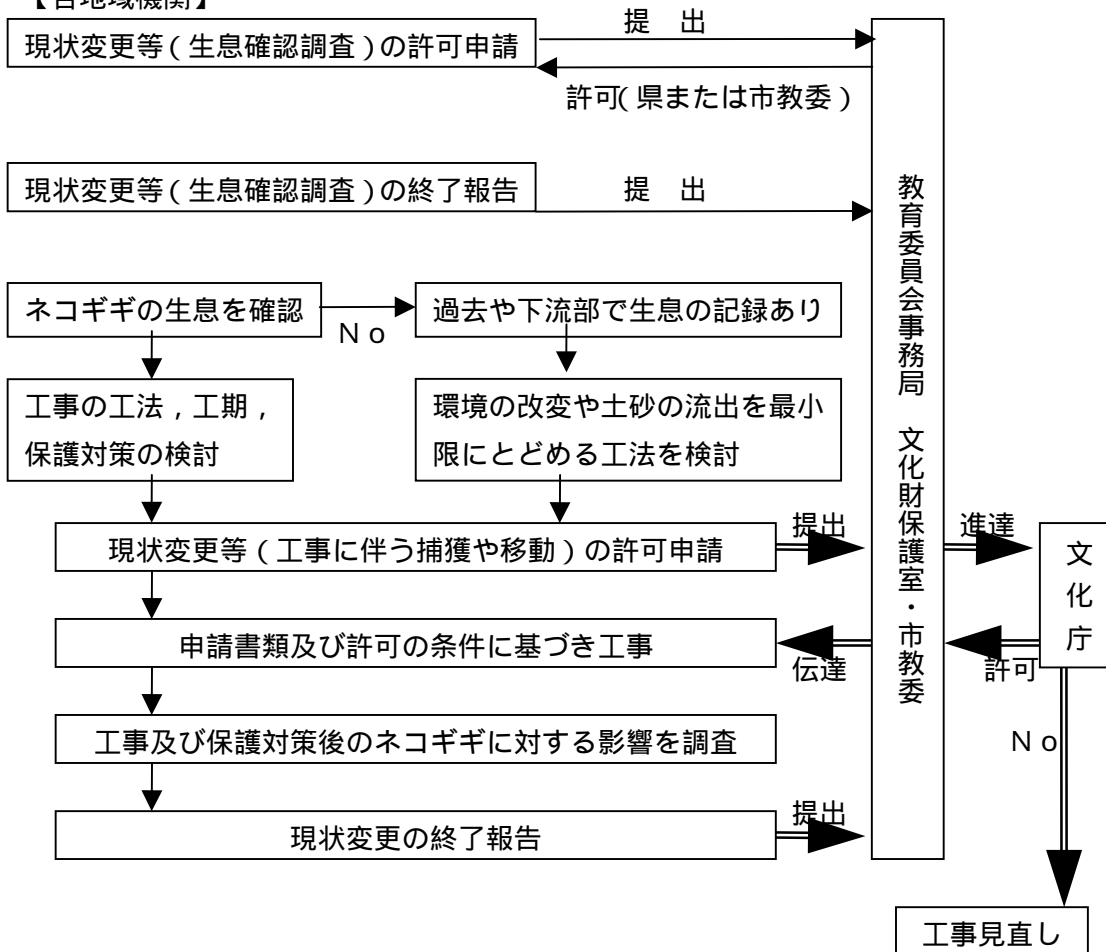 【各地域機関】
提 出
現状変更等(生息確認調査)の許可申請
許可(県または市教委)
現状変更等(生息確認調査)の終了報告
提 出
ネコギギの生息を確認
No
過去や下流部で生息の記録あり
工事の工法,工期,
保護対策の検討
環境の改変や土砂の流出を最小
限にとどめる工法を検討
現状変更等(工事に伴う捕獲や移動)の許可申請
提出
教育委員会事務局 文化財保護室・市教委
進達
文化庁
申請書類及び許可の条件に基づき工事
伝達
許可
工事及び保護対策後のネコギギに対する影響を調査
No
現状変更の終了報告
提出
工事見直し